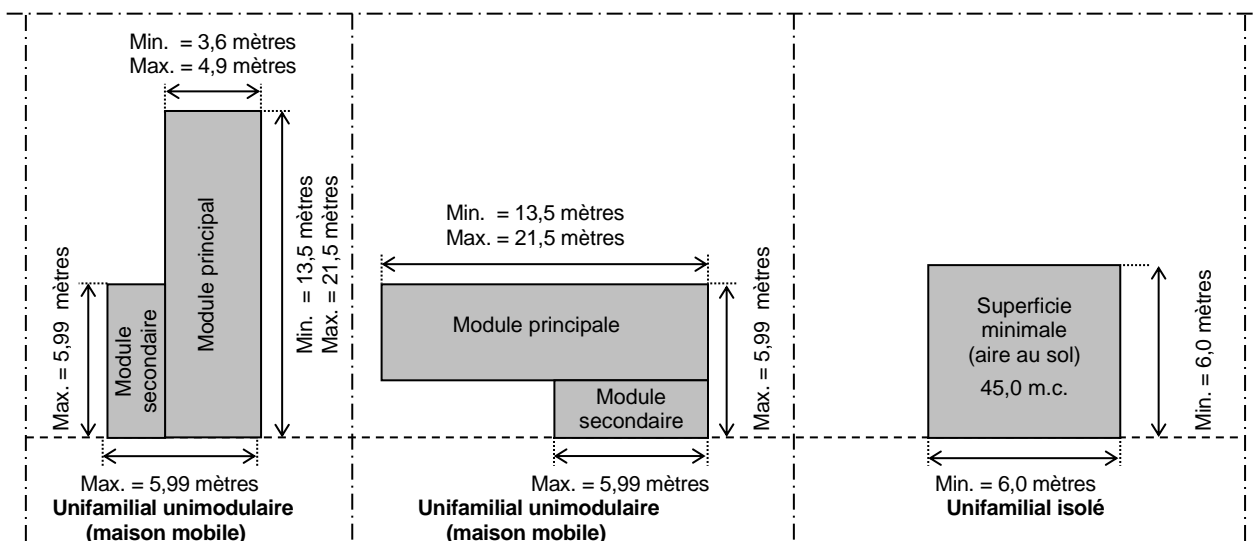 Min.  = 3,6 mètres
Max. = 4,9 mètres
Module principal
Min.  = 13,5 mètres
Max. = 21,5 mètres
Max. = 5,99  mètres
Module
secondaire
Max. = 5,99 mètres
Unifamilial unimodulaire
(maison mobile)
Min.  = 13,5 mètres
Max. = 21,5 mètres
Module principale
Module
secondaire
Max. = 5,99  mètres
Max. = 5,99 mètres
Unifamilial unimodulaire
(maison mobile)
Superficie
minimale
(aire au sol)
45,0 m.c.
Min. = 6,0 mètres
Min. = 6,0 mètres
Unifamilial isolé